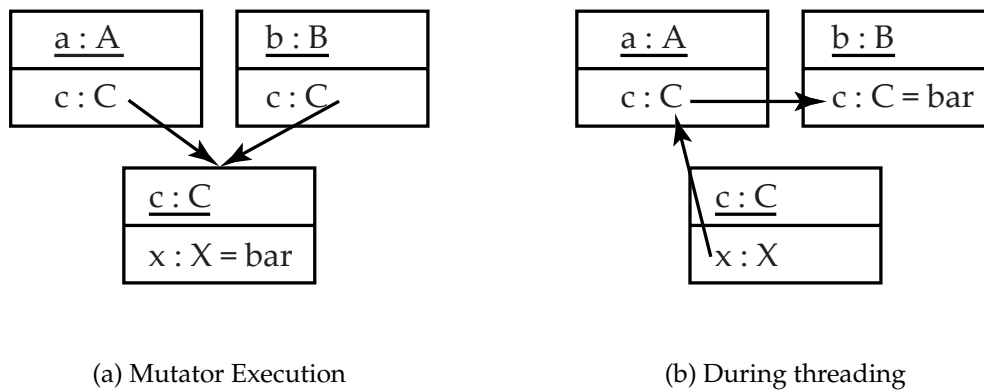 a : A
c : C
b : B
c : C
c : C
x : X = bar
(a) Mutator Execution
a : A
c : C
b : B
c : C = bar
c : C
x : X
(b) During threading